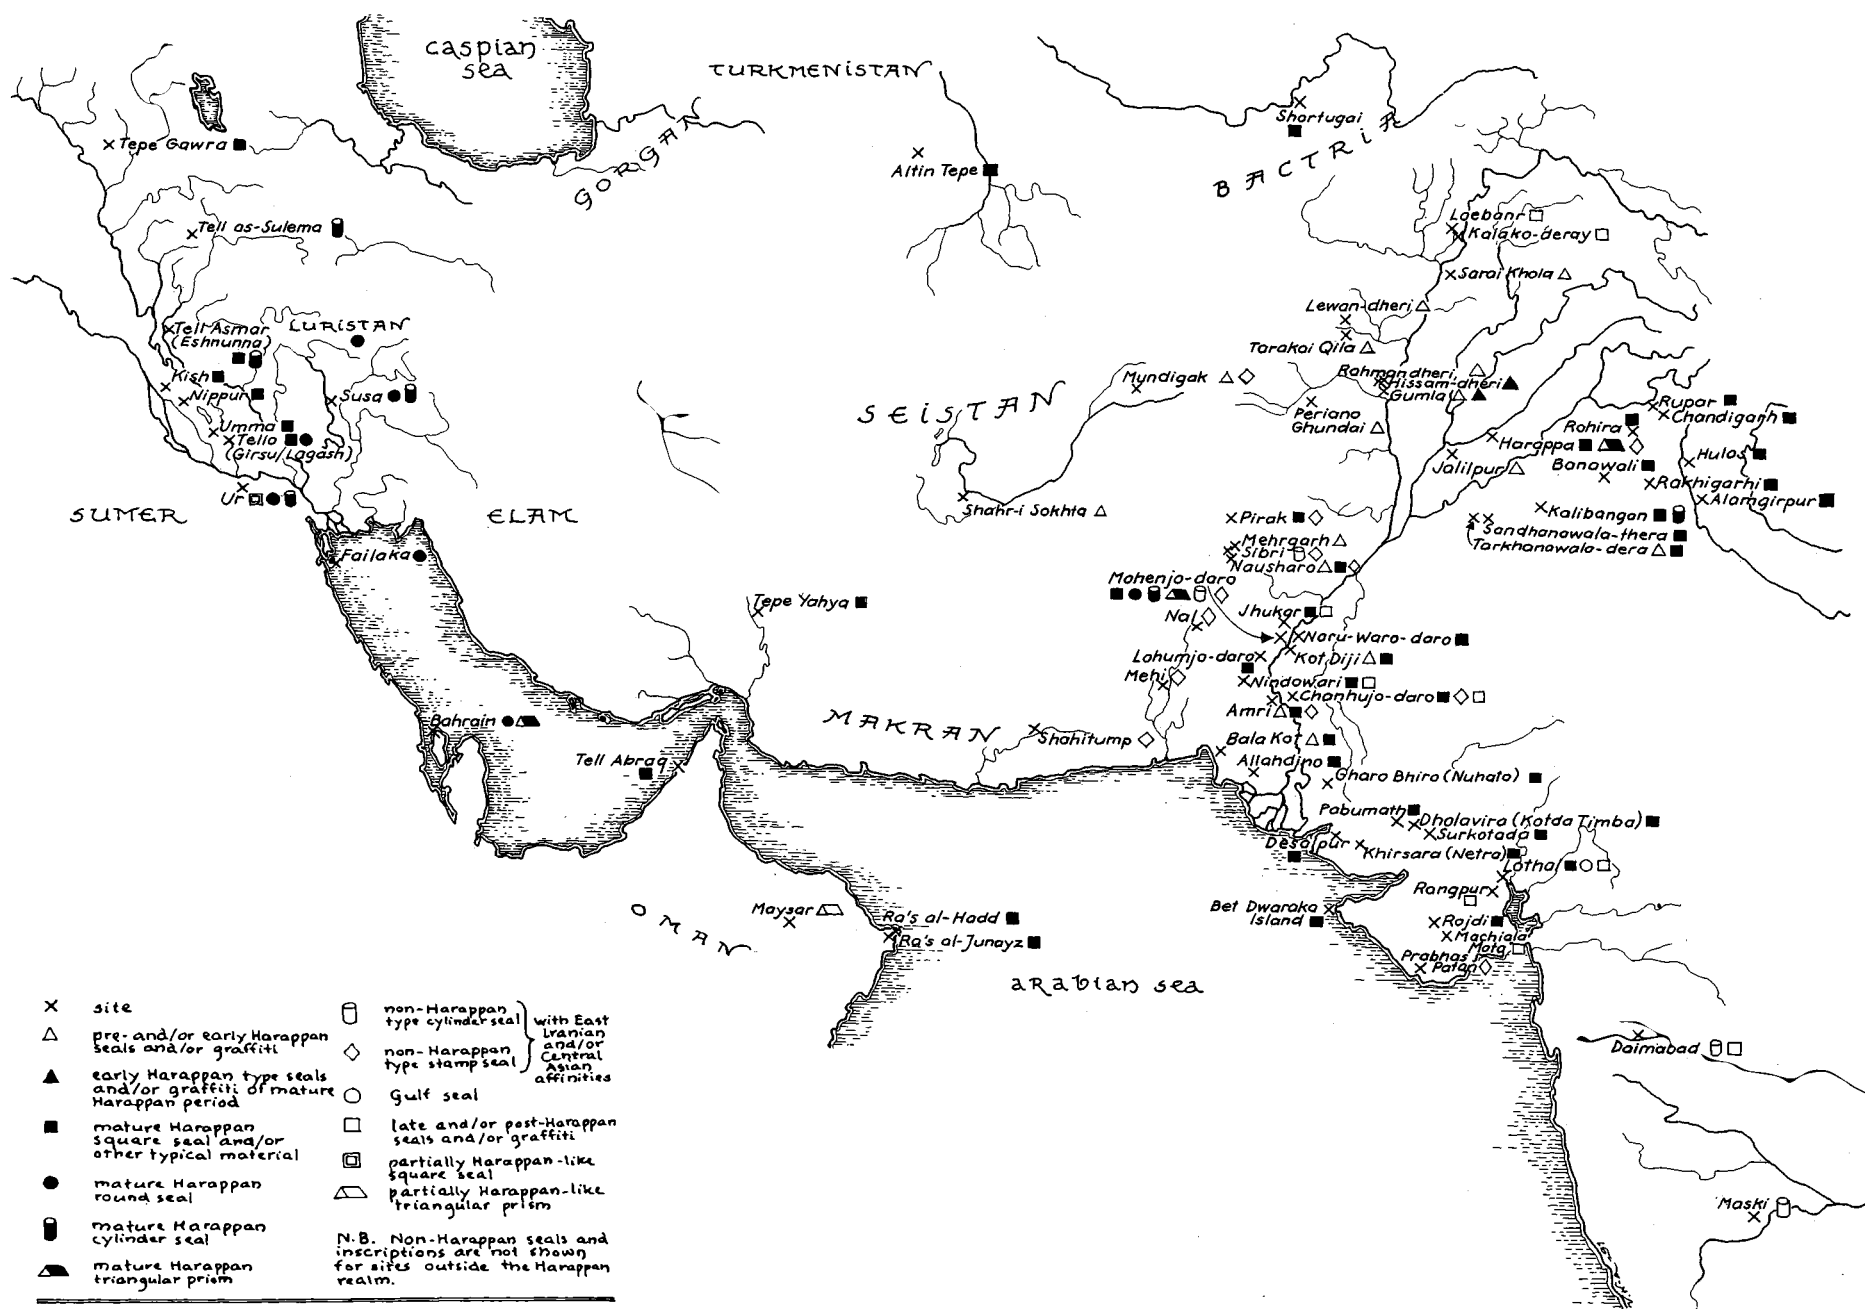 caspian
sea
TURKMENISTAN
GORGAN
BACTRIA
Shortugai
Tepe Gawra
Altin Tepe
Tell as-Sulema
Loebanr
Kalako-deray
Sarai Khola
Lewan-dheri
Tarakai Qila
Tell Asmar
(Eshnunna)
LURISTAN
Kish
Nippur
Susa
Umma
Tello
(Girsu/Lagash)
Ur
SUMER
ELAM
SEISTAN
Mundigak
Rahmandheri
Hissam-dheri
Gumla
Periano
Ghundai
Rupar
Chandigarh
Rohira
Harappa
Jalilpur
Banawali
Hulas
Rakhigarhi
Alamgirpur
Kalibangan
Sandhanawala-thera
Tarkhanawala-dera
Shahr-i Sokhta
Pirak
Mehrgarh
Sibri
Nausharo
Failaka
Tepe Yahya
Mohenjo-daro
Nal
Jhukar
Naru-Waro-daro
Lohumjo-daro
Kot Diji
Mehi
Nindowari
Chanhujo-daro
Amri
Bahrain
MAKRAN
Shahitump
Bala Kot
Allahdino
Tell Abraq
Gharo Bhiro (Nuhato)
Pabumath
Dholavira (Kotda Timba)
Surkotada
Desalpur
Khirsara (Netra)
Lothal
Rangpur
Maysar
OMAN
Ra's al-Hadd
Ra's al-Junayz
Bet Dwaraka
Island
Rojdi
Machiala
Mota
Prabhas
Patan
arabian sea
Daimabad
Maski
site
pre- and/or early Harappan
seals and/or graffiti
early Harappan type seals
and/or graffiti of mature
Harappan period
mature Harappan
square seal and/or
other typical material
mature Harappan
round seal
mature Harappan
cylinder seal
mature Harappan
triangular prism
non-Harappan
type cylinder seal
non-Harappan
type stamp seal
with East
Iranian
and/or
Central
Asian
affinities
Gulf seal
late and/or post-Harappan
seals and/or graffiti
partially Harappan-like
square seal
partially Harappan-like
triangular prism
N.B. Non-Harappan seals and
inscriptions are not shown
for sites outside the Harappan
realm.